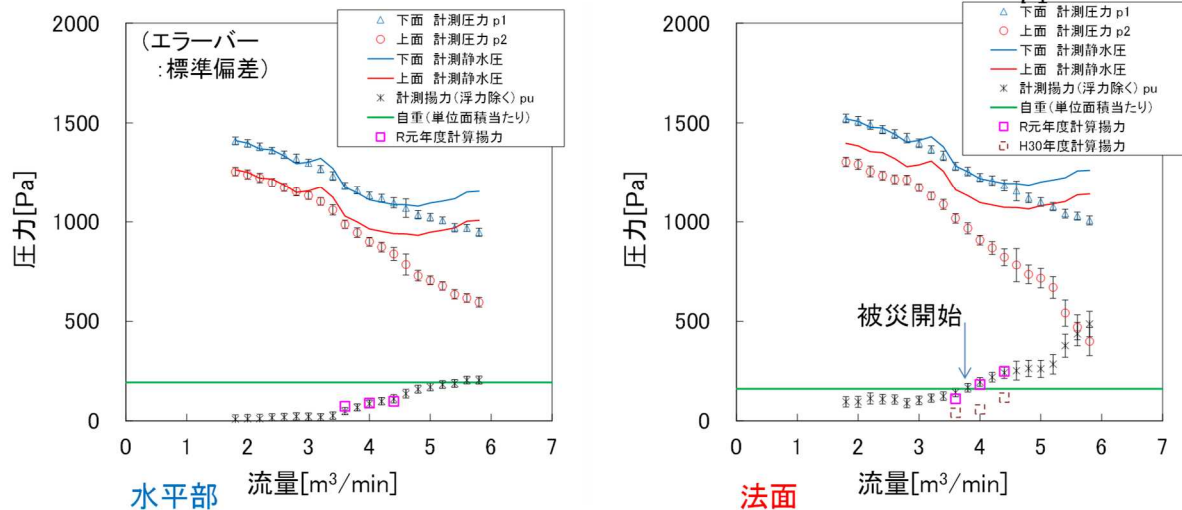 2000
1500
1000
500
0
圧力[Pa]
(エラーバー
:標準偏差)
下面 計測圧力 p1
上面 計測圧力 p2
下面 計測静水圧
上面 計測静水圧
計測揚力(浮力除く) pu
自重(単位面積当たり)
R元年度計算揚力
0 1 2 3 4 5 6 7
流量[m³/min]
水平部
2000
1500
1000
500
0
圧力[Pa]
下面 計測圧力 p1
上面 計測圧力 p2
下面 計測静水圧
上面 計測静水圧
計測揚力(浮力除く) pu
自重(単位面積当たり)
R元年度計算揚力
H30年度計算揚力
被災開始
0 1 2 3 4 5 6 7
流量[m³/min]
法面